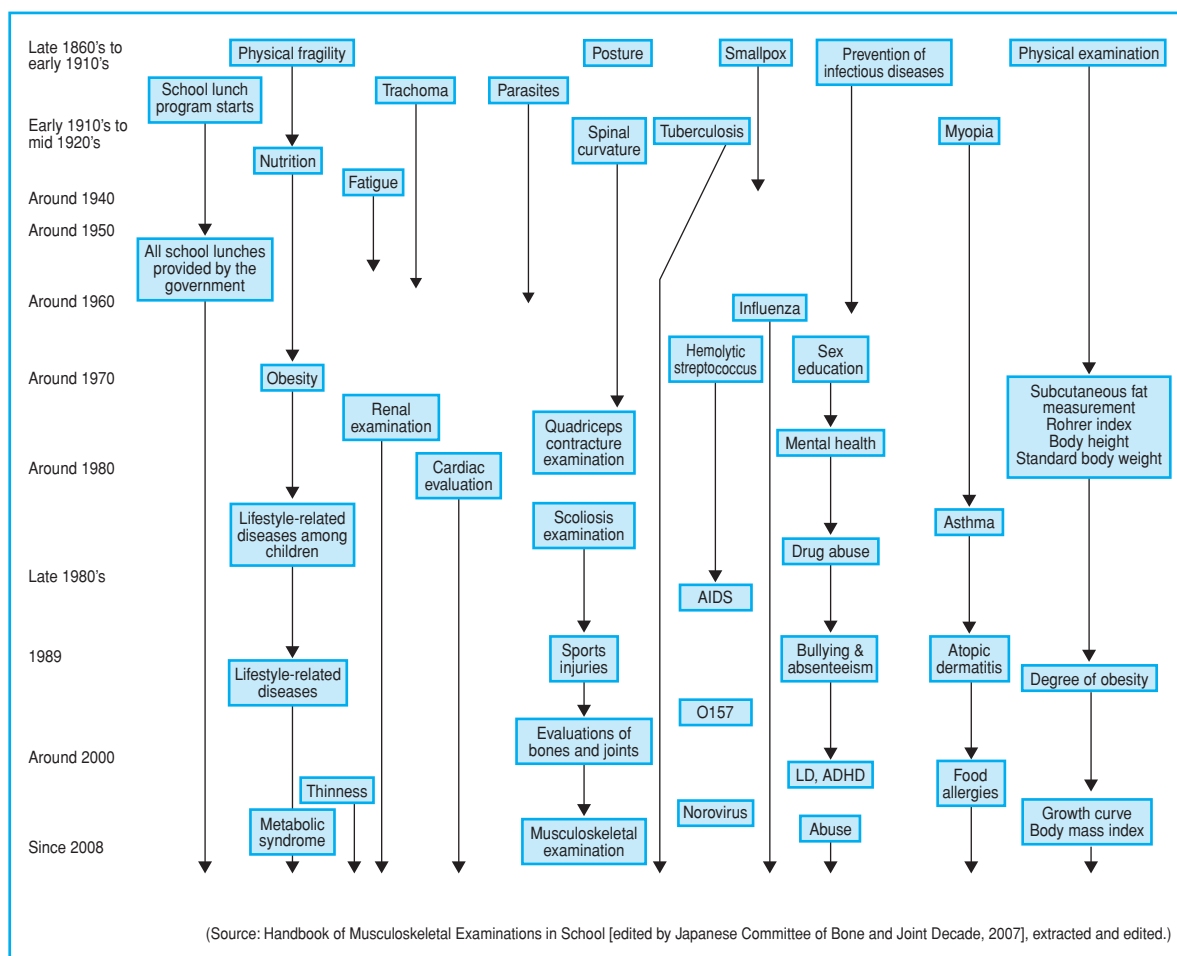 Late 1860's to
early 1910's
Physical fragility
Posture
Smallpox
Prevention of
infectious diseases
Physical examination
School lunch
program starts
Trachoma
Parasites
Early 1910's to
mid 1920's
Nutrition
Spinal
curvature
Tuberculosis
Myopia
Fatigue
Around 1940
Around 1950
All school lunches
provided by the
government
Around 1960
Influenza
Hemolytic
streptococcus
Sex
education
Around 1970
Obesity
Renal
examination
Quadriceps
contracture
examination
Mental health
Subcutaneous fat
measurement
Rohrer index
Body height
Standard body weight
Around 1980
Cardiac
evaluation
Lifestyle-related
diseases among
children
Scoliosis
examination
Drug abuse
Asthma
Late 1980's
AIDS
1989
Lifestyle-related
diseases
Sports
injuries
Bullying &
absenteeism
Atopic
dermatitis
Degree of obesity
O157
Evaluations of
bones and joints
Around 2000
LD, ADHD
Food
allergies
Thinness
Metabolic
syndrome
Norovirus
Growth curve
Body mass index
Since 2008
Musculoskeletal
examination
Abuse
(Source: Handbook of Musculoskeletal Examinations in School [edited by Japanese Committee of Bone and Joint Decade, 2007], extracted and edited.)